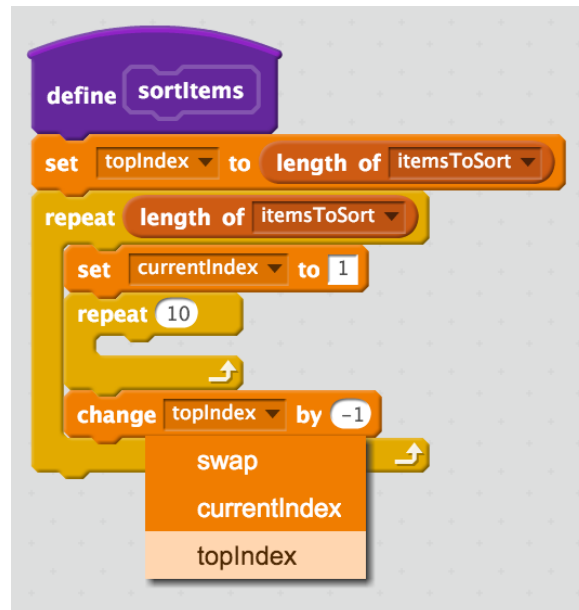 define sortItems
set topIndex to length of itemsToSort
repeat length of itemsToSort
set currentIndex to 1
repeat 10
change topIndex by -1
swap
currentIndex
topIndex